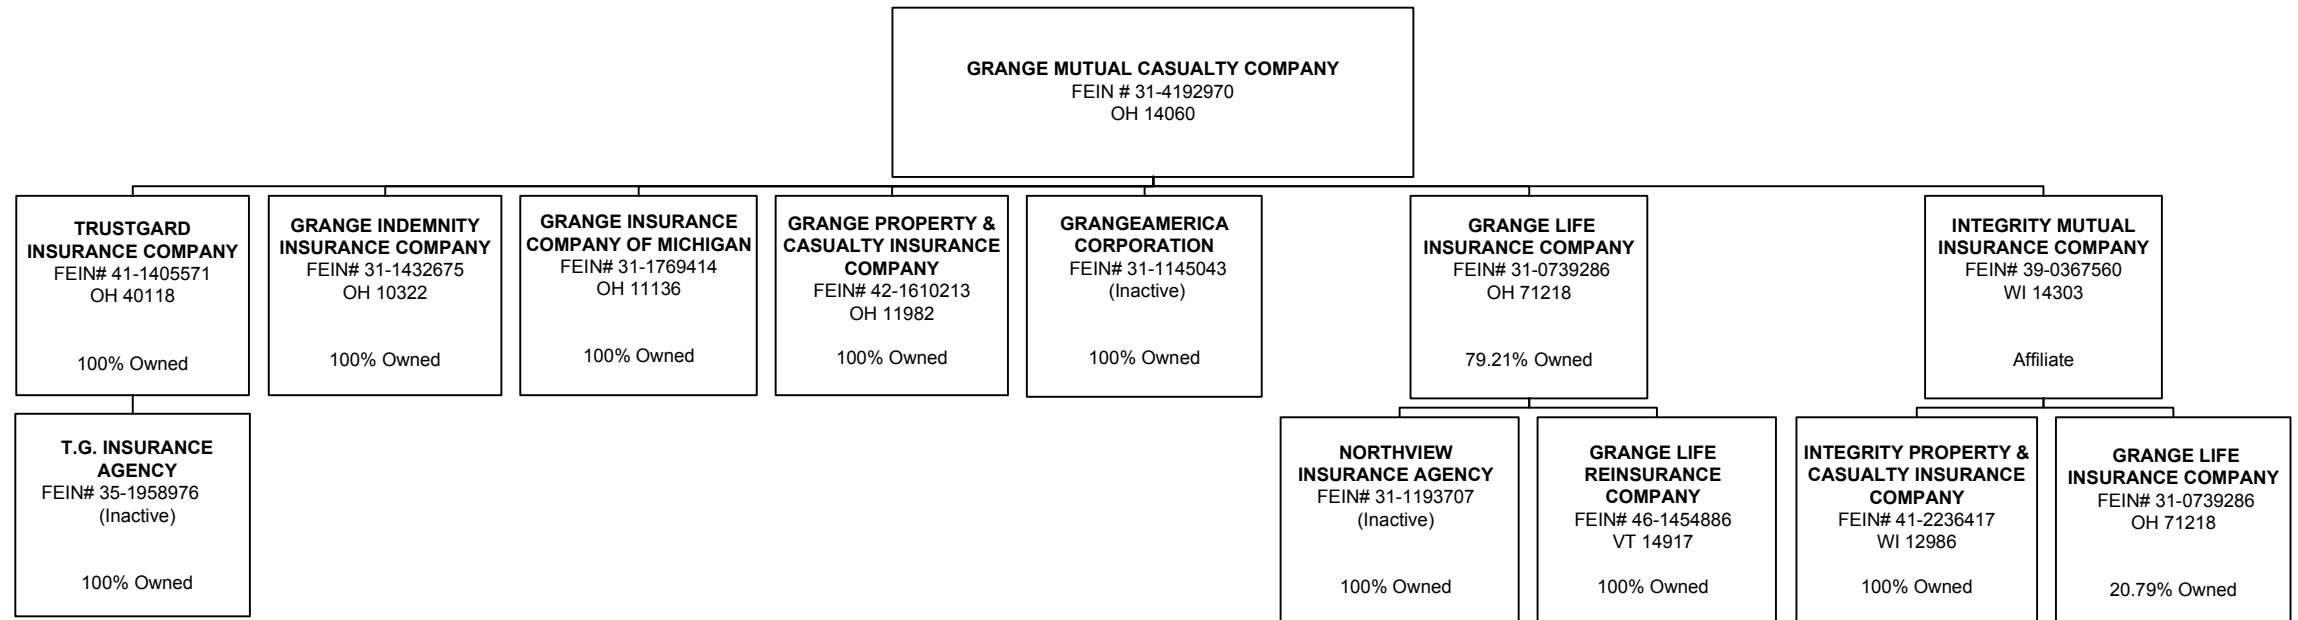 GRANGE MUTUAL CASUALTY COMPANY
FEIN # 31-4192970
OH 14060
TRUSTGARD
INSURANCE COMPANY
FEIN# 41-1405571
OH 40118
100% Owned
GRANGE INDEMNITY
INSURANCE COMPANY
FEIN# 31-1432675
OH 10322
100% Owned
GRANGE INSURANCE
COMPANY OF MICHIGAN
FEIN# 31-1769414
OH 11136
100% Owned
GRANGE PROPERTY &
CASUALTY INSURANCE
COMPANY
FEIN# 42-1610213
OH 11982
100% Owned
GRANGEAMERICA
CORPORATION
FEIN# 31-1145043
(Inactive)
100% Owned
GRANGE LIFE
INSURANCE COMPANY
FEIN# 31-0739286
OH 71218
79.21% Owned
INTEGRITY MUTUAL
INSURANCE COMPANY
FEIN# 39-0367560
WI 14303
Affiliate
T.G. INSURANCE
AGENCY
FEIN# 35-1958976
(Inactive)
100% Owned
NORTHVIEW
INSURANCE AGENCY
FEIN# 31-1193707
(Inactive)
100% Owned
GRANGE LIFE
REINSURANCE
COMPANY
FEIN# 46-1454886
VT 14917
100% Owned
INTEGRITY PROPERTY &
CASUALTY INSURANCE
COMPANY
FEIN# 41-2236417
WI 12986
100% Owned
GRANGE LIFE
INSURANCE COMPANY
FEIN# 31-0739286
OH 71218
20.79% Owned